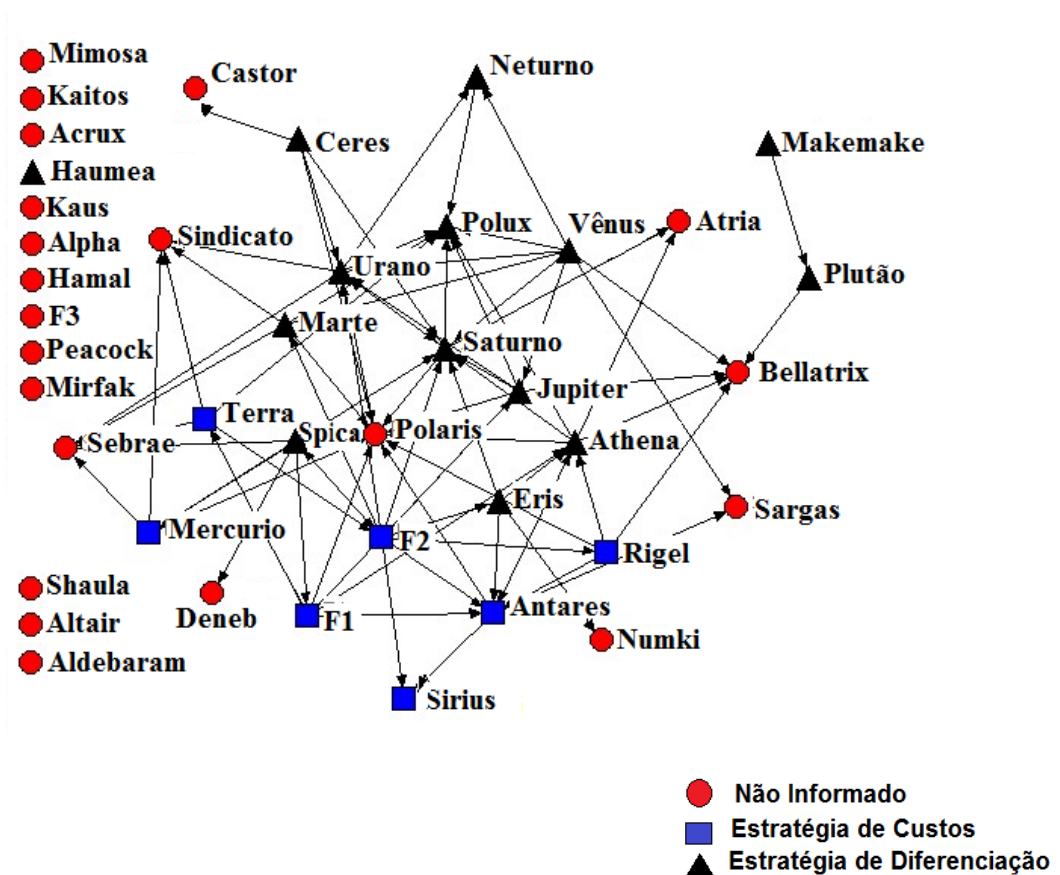 Mimosa
Kaitos
Acrux
Haumea
Kaus
Alpha
Hamal
F3
Peacock
Mirfak
Castor
Neturno
Ceres
Makemake
Sindicato
Polux
Vênus
Atria
Urano
Plutão
Marte
Saturno
Jupiter
Bellatrix
Terra
Spica
Polaris
Athena
Sebrae
Eris
Sargas
Mercurio
F2
Rigel
Shaula
Altair
Aldebaram
Deneb
F1
Antares
Numki
Sirius
Não Informado
Estratégia de Custos
Estratégia de Diferenciação